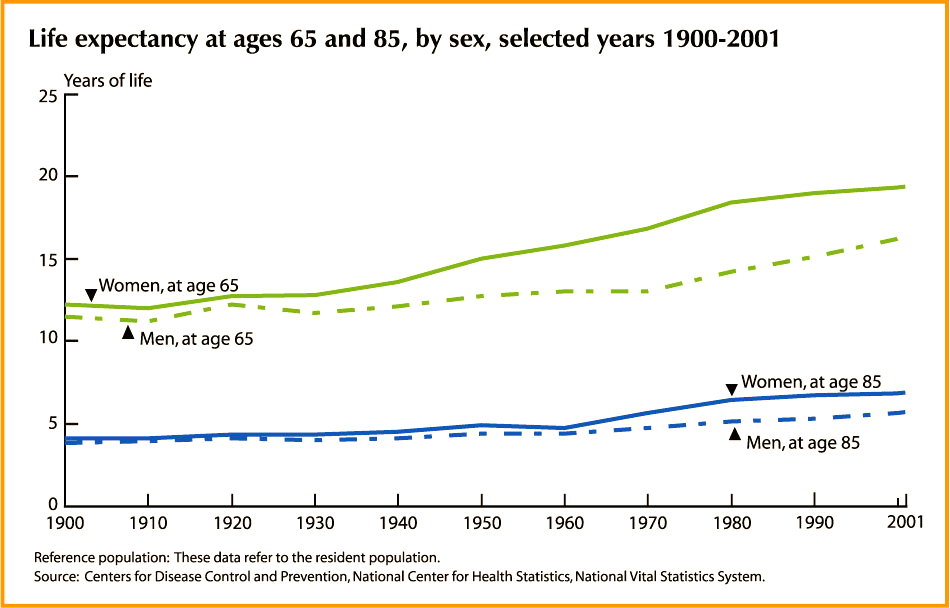 Life expectancy at ages 65 and 85, by sex, selected years 1900-2001
Years of life
25
20
15
10
5
0
Women, at age 65
Men, at age 65
Women, at age 85
Men, at age 85
1900 1910 1920 1930 1940 1950 1960 1970 1980 1990 2001
Reference population: These data refer to the resident population.
Source: Centers for Disease Control and Prevention, National Center for Health Statistics, National Vital Statistics System.